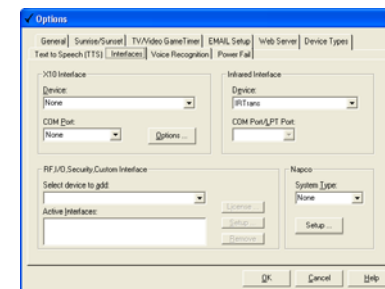 Options
General Sunrise/Sunset TV/Video GameTimer EMAIL Setup Web Server Device Types
Text to Speech (TTS) Interfaces Voice Recognition Power Fail
X10 Interface
Infrared Interface
Device:
Device:
None
IRTrans
COM Port:
COM Port/LPT Port:
None
Options ...
RF,I/O,Security,Custom Interface
Napco
Select device to add:
System Type:
None
License ...
Active Interfaces:
Setup ...
Setup ...
Remove
OK Cancel Help